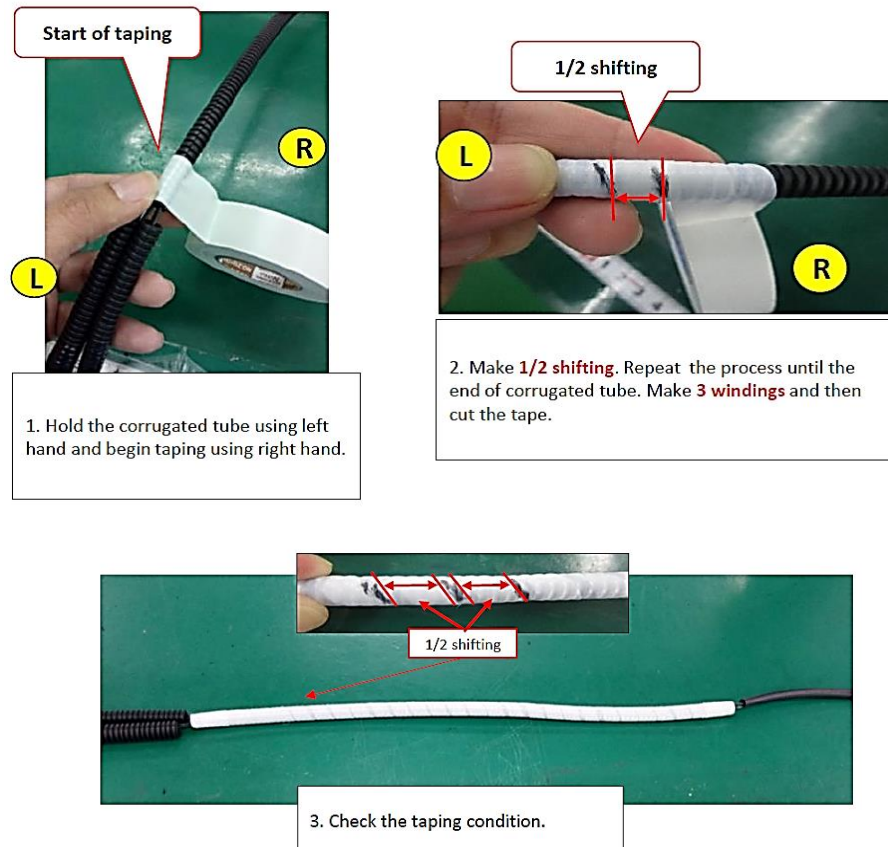 Start of taping
R
L
1. Hold the corrugated tube using left
hand and begin taping using right hand.
1/2 shifting
L
R
2. Make 1/2 shifting. Repeat the process until the
end of corrugated tube. Make 3 windings and then
cut the tape.
1/2 shifting
3. Check the taping condition.